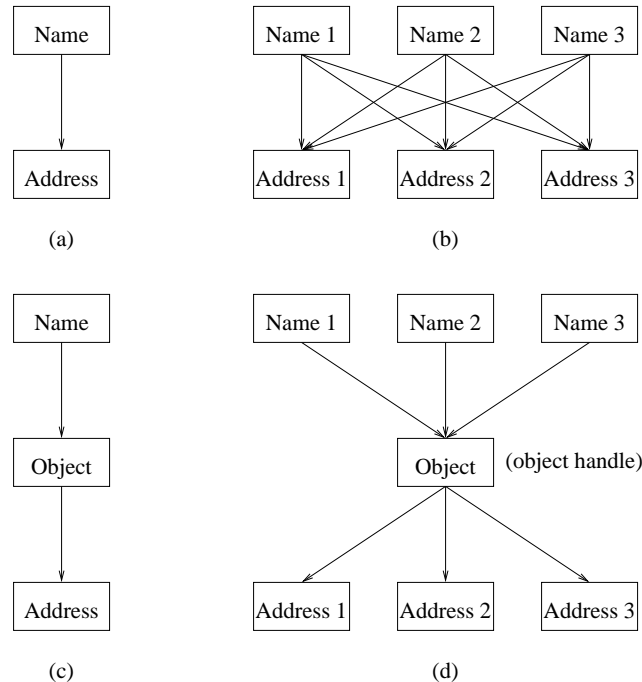 Name
Name 1 Name 2 Name 3
Address
Address 1 Address 2 Address 3
(a)
(b)
Name
Name 1 Name 2 Name 3
Object
Object (object handle)
Address
Address 1 Address 2 Address 3
(c)
(d)